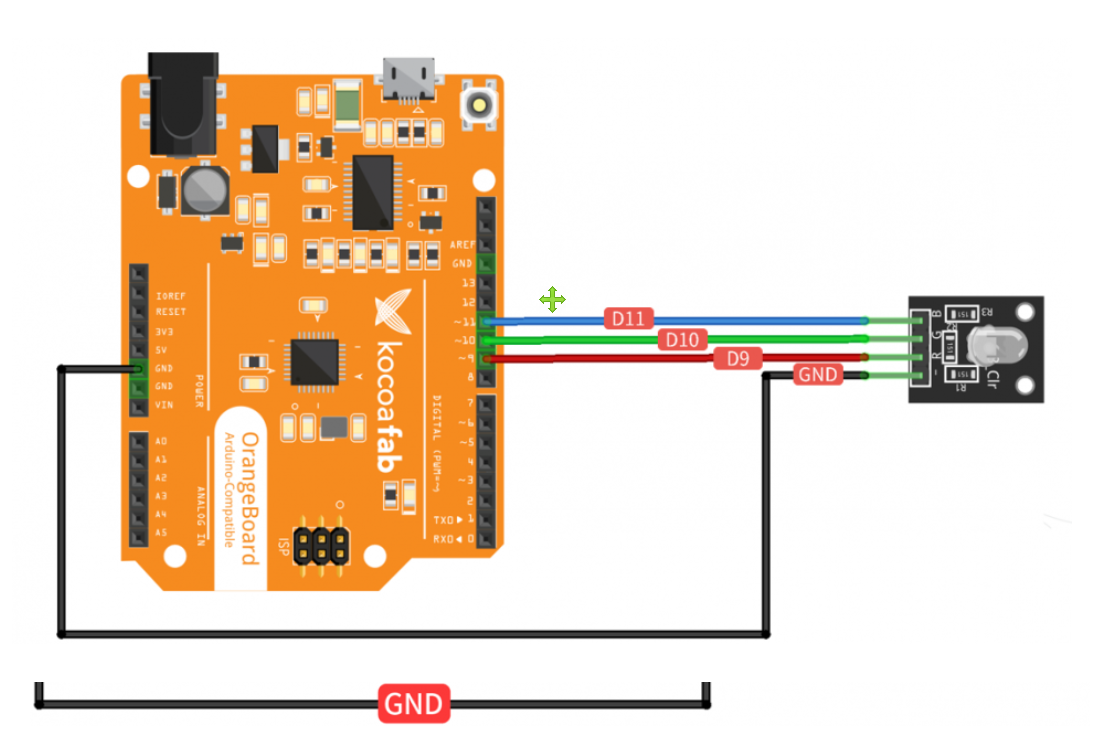 AREF
GND
13
12
~11
~10
~9
8
7
~6
~5
4
~3
2
TXD▶ 1
RXD◀ 0
DIGITAL (PWM=~)
IOREF
RESET
3V3
5V
GND
GND
VIN
POWER
A0
A1
A2
A3
A4
A5
ANALOG IN
kocoafab
OrangeBoard
Arduino-Compatible
ISP
D11
D10
D9
GND
B
G
R
-
R3
R2
R1
151
151
151
Clr
GND